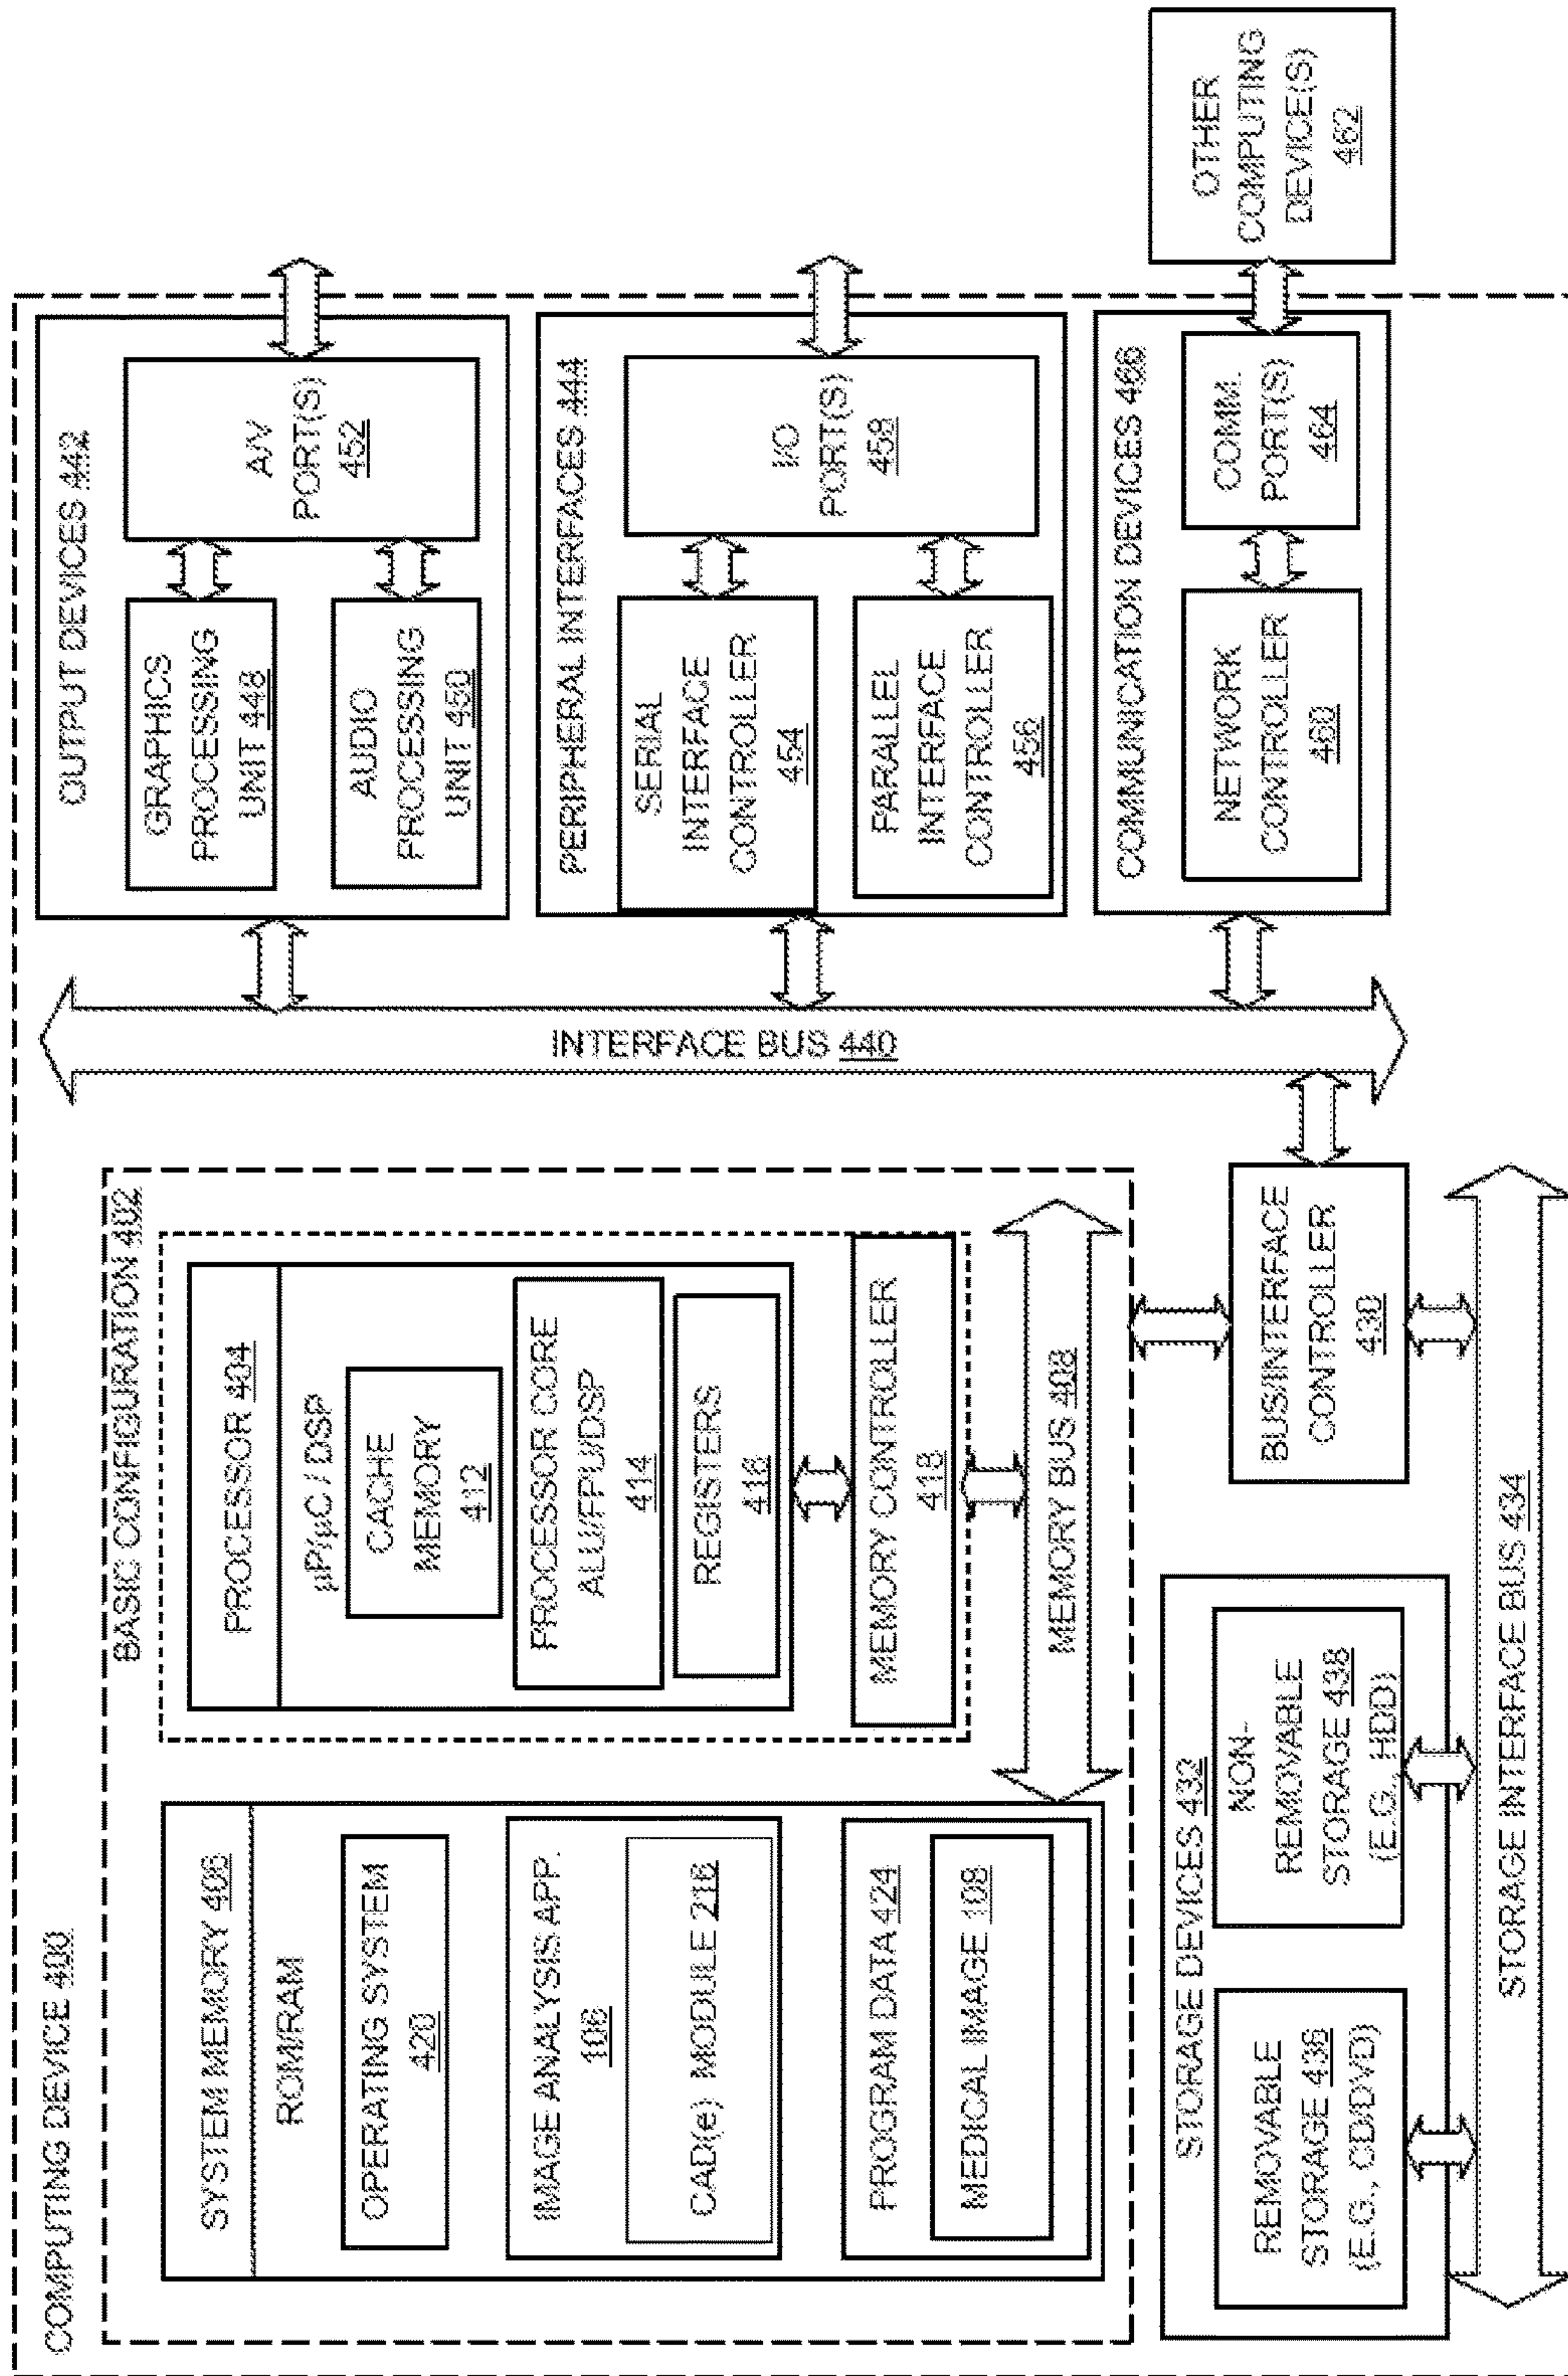 COMPUTING DEVICE 400
BASIC CONFIGURATION 402
SYSTEM MEMORY 406
ROM/RAM
OPERATING SYSTEM
420
IMAGE ANALYSIS APP.
106
CAD(e) MODULE 216
PROGRAM DATA 424
MEDICAL IMAGE 108
PROCESSOR 404
µP/µC / DSP
CACHE
MEMORY
412
PROCESSOR CORE
ALU/FPU/DSP
414
REGISTERS
416
MEMORY CONTROLLER
418
MEMORY BUS 408
BUS/INTERFACE
CONTROLLER
430
STORAGE DEVICES 432
REMOVABLE
STORAGE 436
(E.G., CD/DVD)
NON-
REMOVABLE
STORAGE 438
(E.G., HDD)
STORAGE INTERFACE BUS 434
INTERFACE BUS 440
OUTPUT DEVICES 442
GRAPHICS
PROCESSING
UNIT 448
AUDIO
PROCESSING
UNIT 450
A/V
PORT(S)
452
PERIPHERAL INTERFACES 444
SERIAL
INTERFACE
CONTROLLER
454
PARALLEL
INTERFACE
CONTROLLER
456
I/O
PORT(S)
458
COMMUNICATION DEVICES 466
NETWORK
CONTROLLER
460
COMM.
PORT(S)
464
OTHER
COMPUTING
DEVICE(S)
462